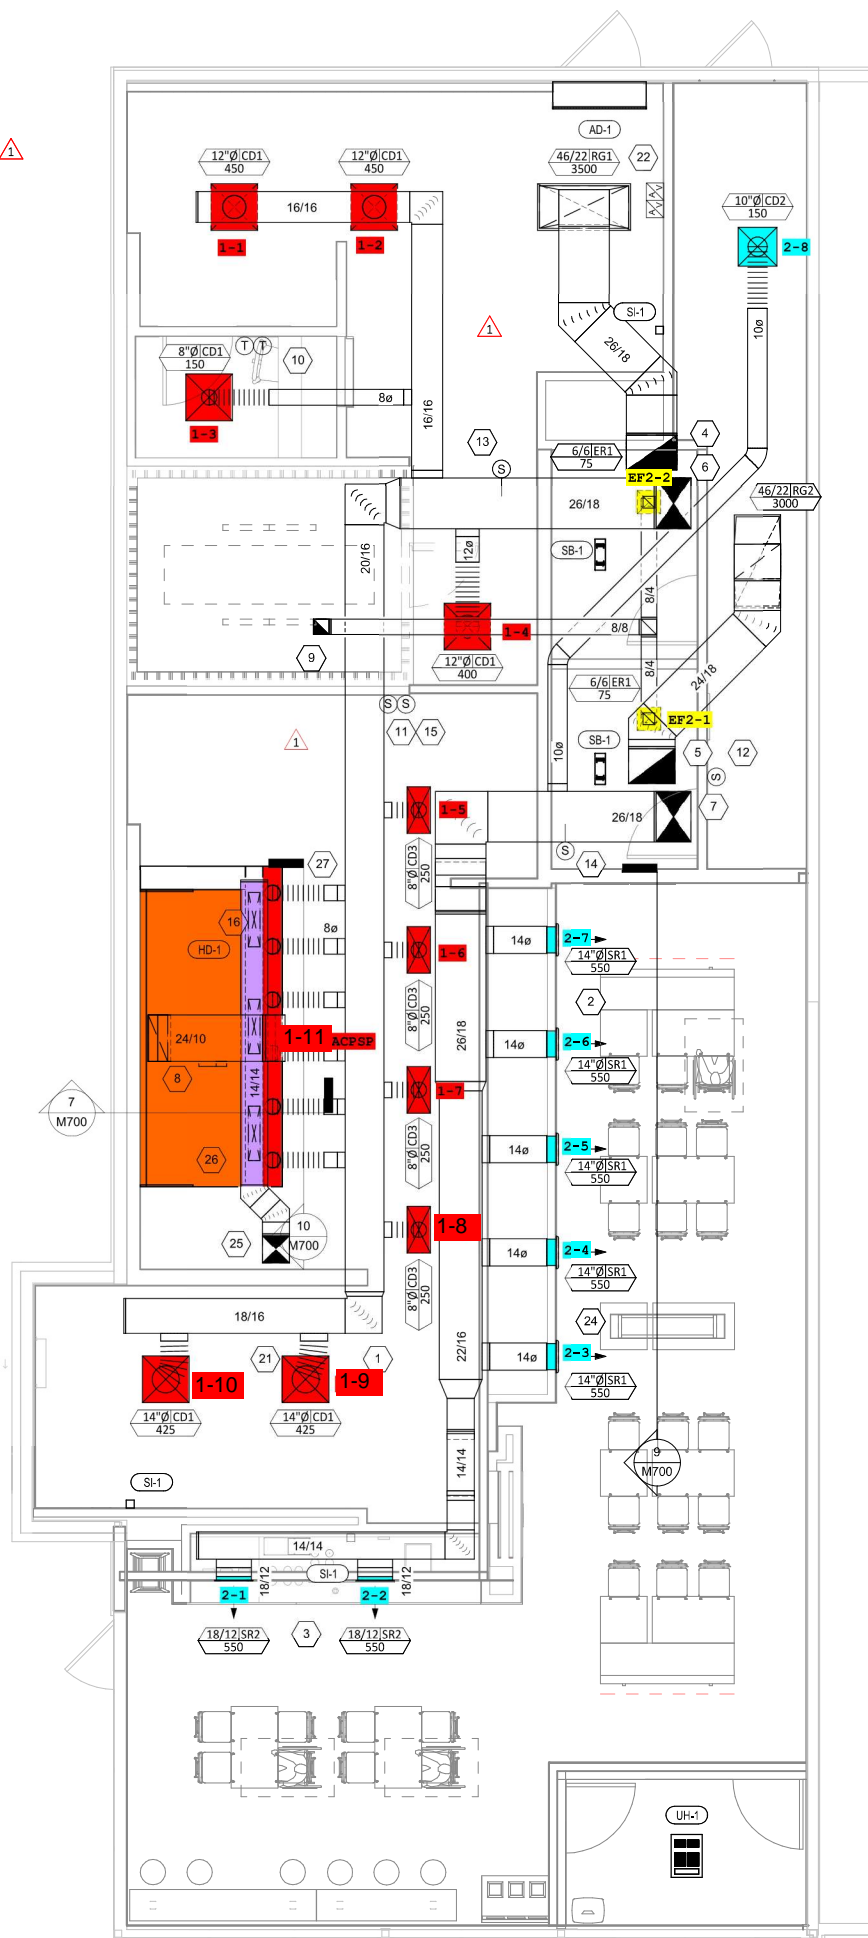 1
AD-1
12"Ø CD1
450
12"Ø CD1
450
46/22 RG1
3500
22
10"Ø CD2
150
16/16
1-1
1-2
2-8
A V
A V
SI-1
1
10ø
26/18
T
T
10
8"Ø CD1
150
8ø
1-3
16/16
4
13
6/6 ER1
75
6
S
EF2-2
46/22 RG2
3000
26/18
20/16
12ø
SB-1
8/4
1-4
8/8
9
12"Ø CD1
400
8/4
24/18
6/6 ER1
75
S
S
EF2-1
11
15
1
SB-1
10ø
5
12
S
1-5
7
26/18
S
27
8"Ø CD3
250
14
16
8ø
HD-1
1-6
14ø
2-7
14"Ø SR1
550
8"Ø CD3
250
2
24/10
1-11
ACPSP
26/18
14ø
2-6
14"Ø SR1
550
8
14/14
1-7
7
M700
14ø
2-5
8"Ø CD3
250
26
14"Ø SR1
550
10
M700
25
1-8
14ø
2-4
14"Ø SR1
550
8"Ø CD3
250
18/16
24
22/16
14ø
2-3
21
1
1-10
1-9
14"Ø SR1
550
14"Ø CD1
425
14"Ø CD1
425
9
M700
14/14
SI-1
14/14
SI-1
18/12
18/12
2-1
2-2
18/12 SR2
550
3
18/12 SR2
550
UH-1